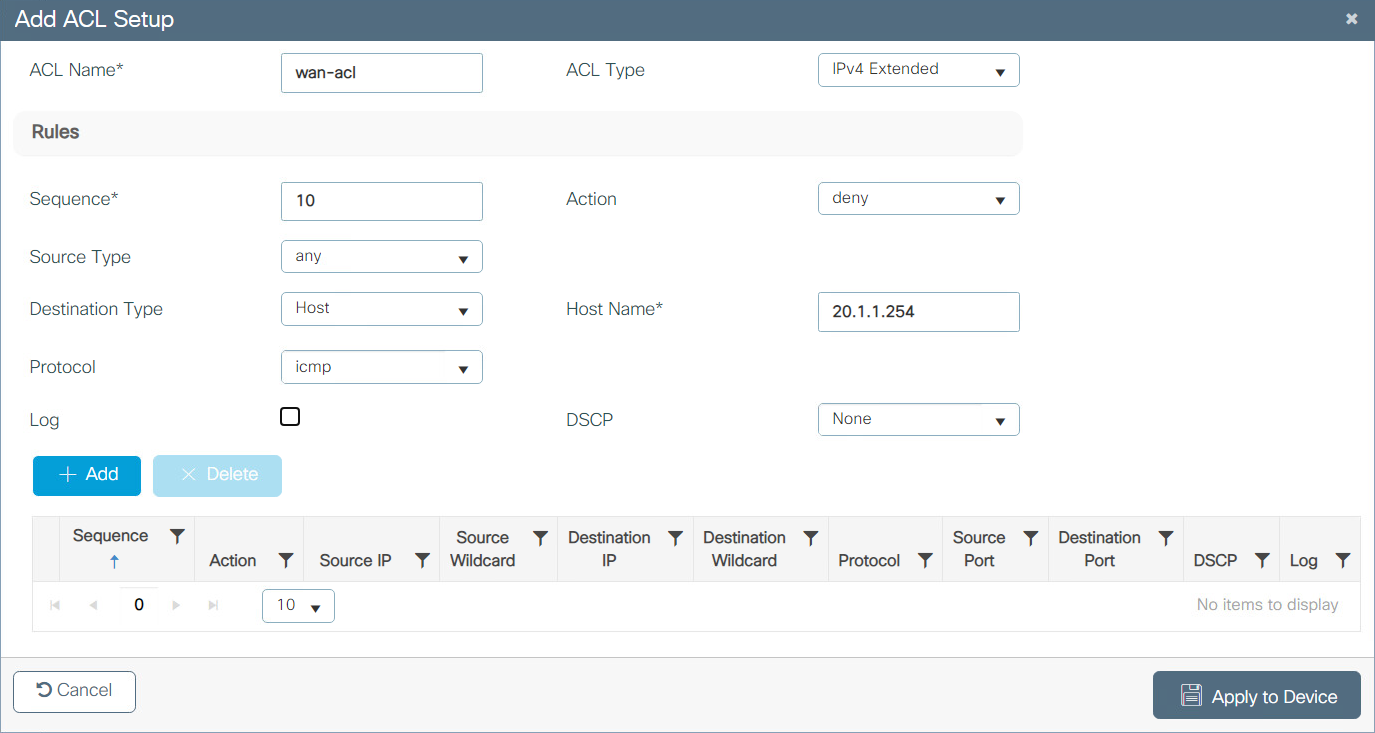 Add ACL Setup
ACL Name* wan-acl ACL Type IPv4 Extended
Rules
Sequence* 10 Action deny
Source Type any
Destination Type Host Host Name* 20.1.1.254
Protocol icmp
Log DSCP None
Add Delete
Sequence Action Source IP Source Wildcard Destination IP Destination Wildcard Protocol Source Port Destination Port DSCP Log
0 10 No items to display
Cancel Apply to Device